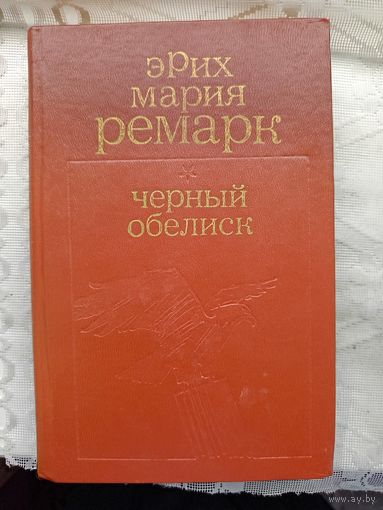 эрих
мария
ремарк
*
черный
обелиск
www.ay.by